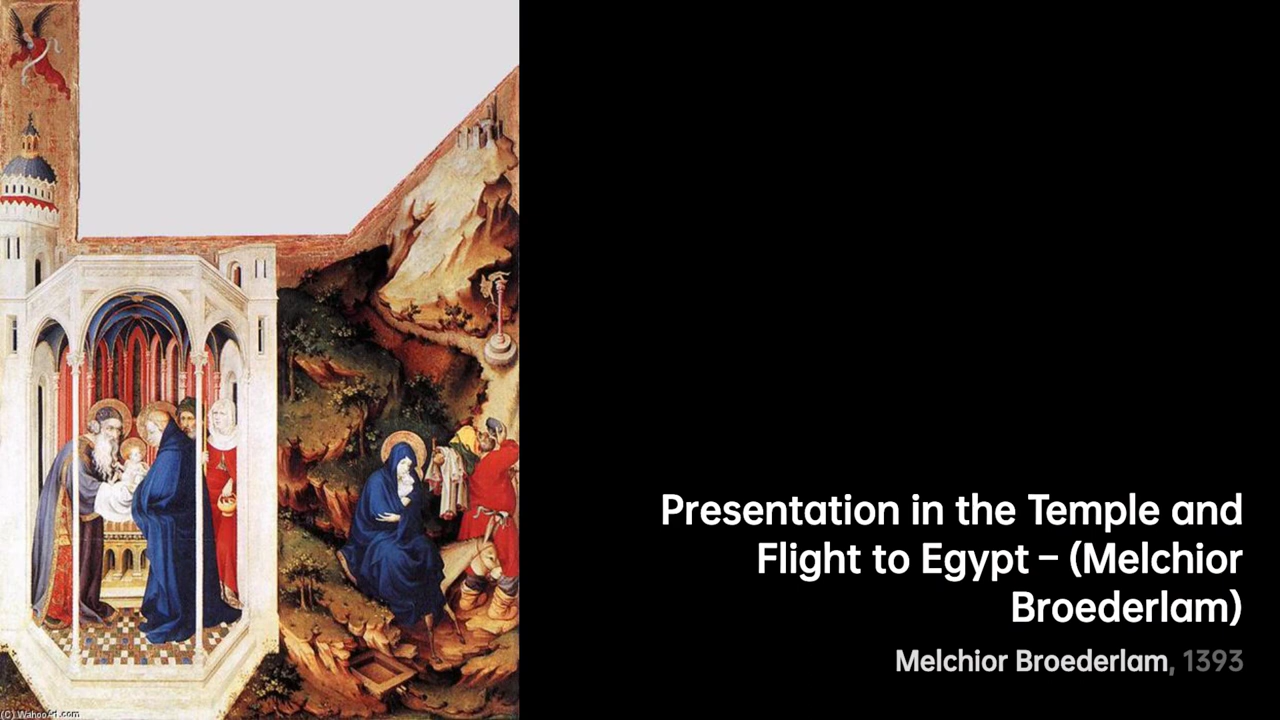 Presentation in the Temple and
Flight to Egypt – (Melchior
Broederlam)
Melchior Broederlam, 1393
(C) WahooArt.com